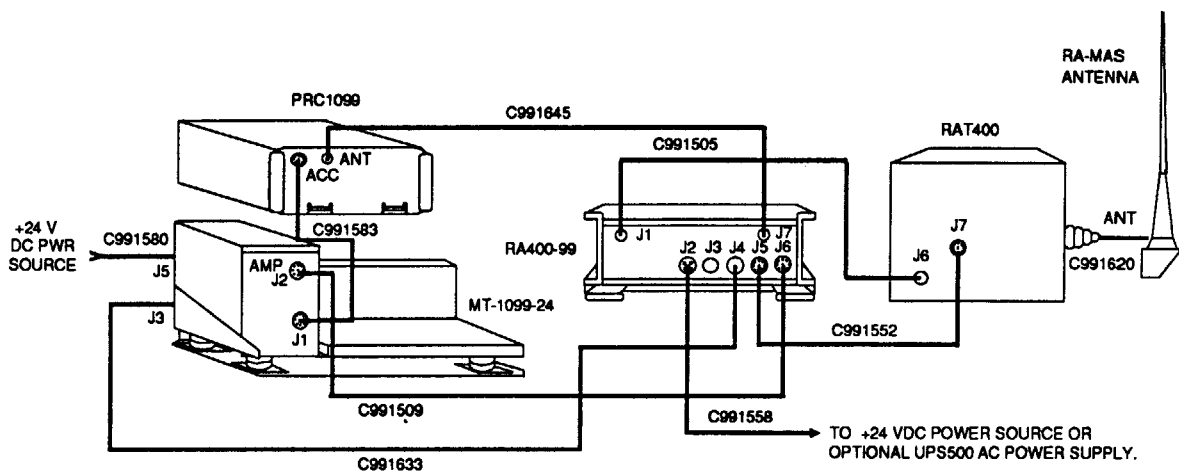 RA-MAS
ANTENNA
PRC1099
C991645
RAT400
C991505
ANT
ACC
+24 V
DC PWR
SOURCE
C991580
C991583
J1
J7
J2
J3
J4
J5
J6
RA400-99
J7
ANT
J6
C991620
J5
AMP
J2
J3
MT-1099-24
J1
C991552
C991509
C991558
TO +24 VDC POWER SOURCE OR
OPTIONAL UPS500 AC POWER SUPPLY.
C991633